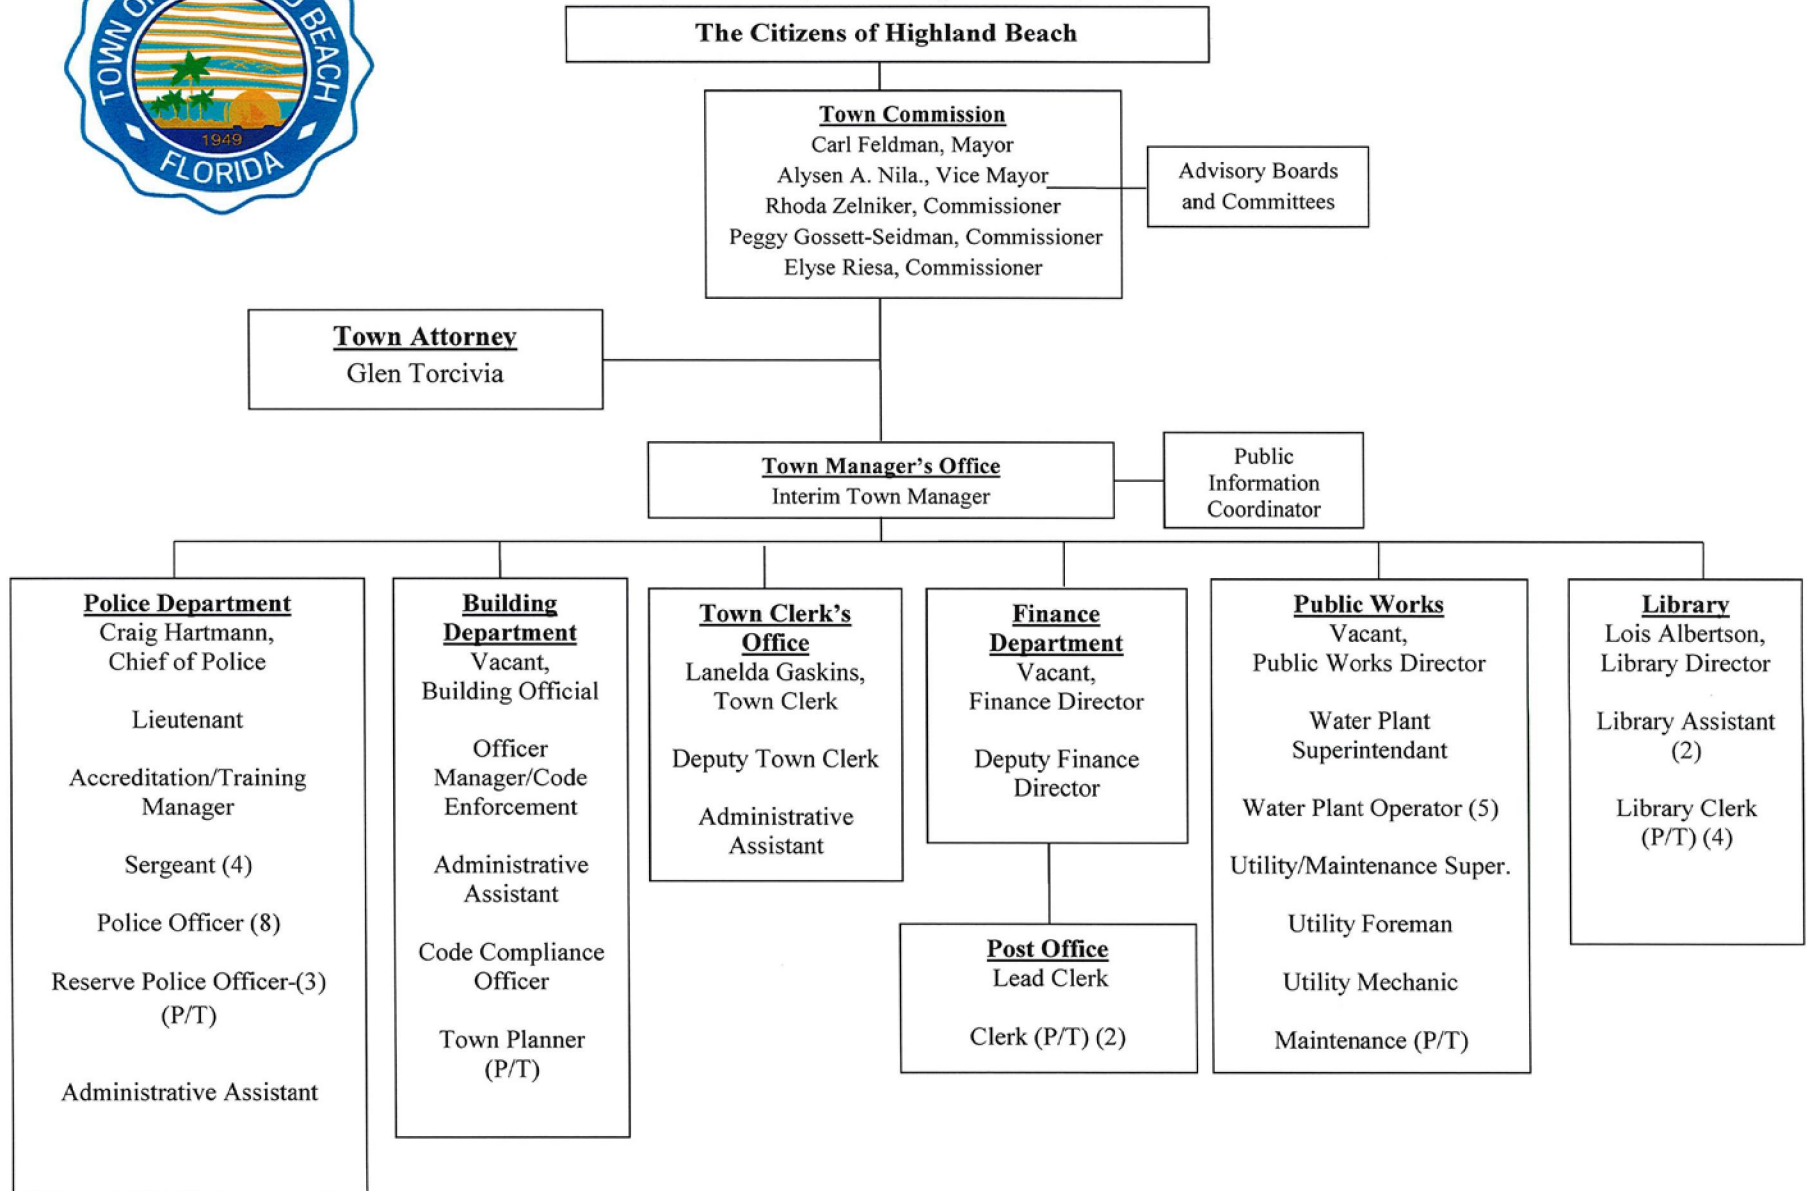 TOWN O
D BEACH
1949
FLORIDA
The Citizens of Highland Beach
Town Commission
Carl Feldman, Mayor
Alysen A. Nila., Vice Mayor
Rhoda Zelniker, Commissioner
Peggy Gossett-Seidman, Commissioner
Elyse Riesa, Commissioner
Advisory Boards
and Committees
Town Attorney
Glen Torcivia
Town Manager’s Office
Interim Town Manager
Public
Information
Coordinator
Police Department
Craig Hartmann,
Chief of Police
Lieutenant
Accreditation/Training
Manager
Sergeant (4)
Police Officer (8)
Reserve Police Officer-(3)
(P/T)
Administrative Assistant
Building
Department
Vacant,
Building Official
Officer
Manager/Code
Enforcement
Administrative
Assistant
Code Compliance
Officer
Town Planner
(P/T)
Town Clerk’s
Office
Lanelda Gaskins,
Town Clerk
Deputy Town Clerk
Administrative
Assistant
Finance
Department
Vacant,
Finance Director
Deputy Finance
Director
Post Office
Lead Clerk
Clerk (P/T) (2)
Public Works
Vacant,
Public Works Director
Water Plant
Superintendant
Water Plant Operator (5)
Utility/Maintenance Super.
Utility Foreman
Utility Mechanic
Maintenance (P/T)
Library
Lois Albertson,
Library Director
Library Assistant
(2)
Library Clerk
(P/T) (4)